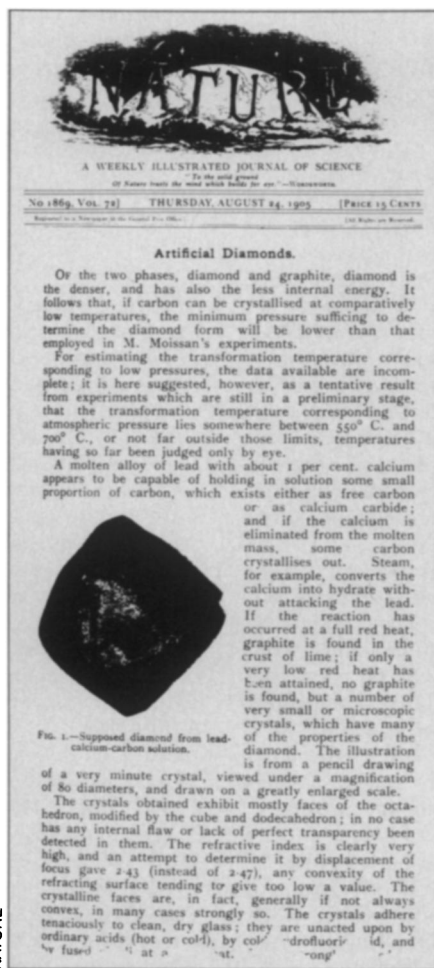 NATURE
A WEEKLY ILLUSTRATED JOURNAL OF SCIENCE
"To the solid ground
Of Nature trusts the mind which builds for aye."—WORDSWORTH.
No 1869, VOL. 72]
THURSDAY, AUGUST 24, 1905
[PRICE 15 CENTS
Registered as a Newspaper at the General Post Office.]
[All Rights are Reserved.
Artificial Diamonds.
OF the two phases, diamond and graphite, diamond is
the denser, and has also the less internal energy. It
follows that, if carbon can be crystallised at comparatively
low temperatures, the minimum pressure sufficing to de-
termine the diamond form will be lower than that
employed in M. Moissan's experiments.
For estimating the transformation temperature corre-
sponding to low pressures, the data available are incom-
plete; it is here suggested, however, as a tentative result
from experiments which are still in a preliminary stage,
that the transformation temperature corresponding to
atmospheric pressure lies somewhere between 550° C. and
700° C., or not far outside those limits, temperatures
having so far been judged only by eye.
A molten alloy of lead with about 1 per cent. calcium
appears to be capable of holding in solution some small
proportion of carbon, which exists either as free carbon
or as calcium carbide;
and if the calcium is
eliminated from the molten
mass, some carbon
crystallises out. Steam,
for example, converts the
calcium into hydrate with-
out attacking the lead.
If the reaction has
occurred at a full red heat,
graphite is found in the
crust of lime; if only a
very low red heat has
been attained, no graphite
is found, but a number of
very small or microscopic
crystals, which have many
of the properties of the
diamond. The illustration
is from a pencil drawing
FIG. 1.—Supposed diamond from lead-
calcium-carbon solution.
of a very minute crystal, viewed under a magnification
of 80 diameters, and drawn on a greatly enlarged scale.
The crystals obtained exhibit mostly faces of the octa-
hedron, modified by the cube and dodecahedron; in no case
has any internal flaw or lack of perfect transparency been
detected in them. The refractive index is clearly very
high, and an attempt to determine it by displacement of
focus gave 2·43 (instead of 2·47), any convexity of the
refracting surface tending to give too low a value. The
crystalline faces are, in fact, generally if not always
convex, in many cases strongly so. The crystals adhere
tenaciously to clean, dry glass; they are unacted upon by
ordinary acids (hot or cold), by cold and
by fused at a